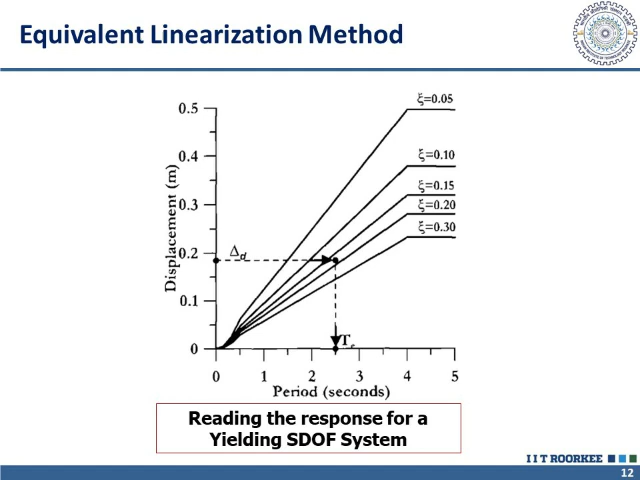 Equivalent Linearization Method
0.5
0.4
0.3
0.2
0.1
0
Displacement (m)
ξ=0.05
ξ=0.10
ξ=0.15
ξ=0.20
ξ=0.30
Δd
Te
0 1 2 3 4 5
Period (seconds)
Reading the response for a
Yielding SDOF System
IIT ROORKEE
12